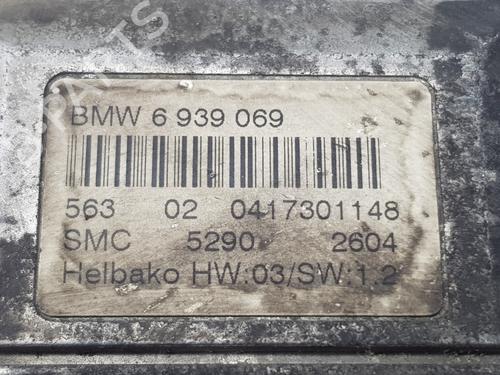 BMW 6 939 069
563 02 0417301148
SMC 5290 2604
Helbako HW:03/SW:1.2